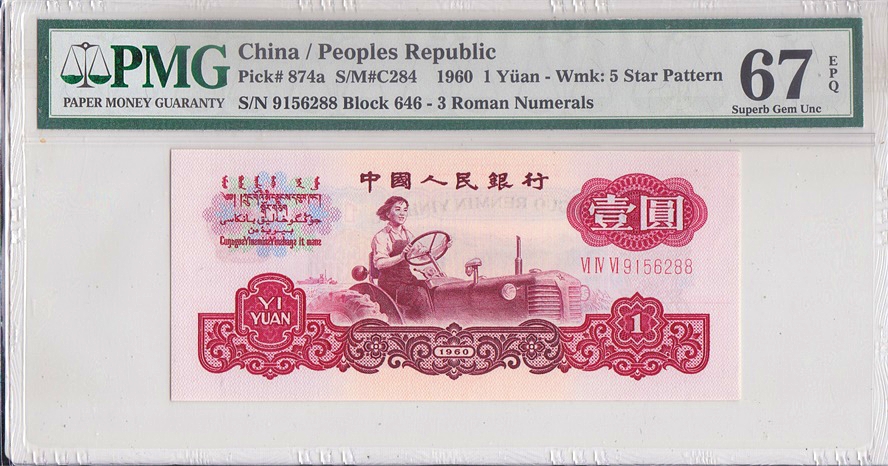 PMG
PAPER MONEY GUARANTY
China / Peoples Republic
Pick# 874a S/M#C284 1960 1 Yüan - Wmk: 5 Star Pattern
S/N 9156288 Block 646 - 3 Roman Numerals
67 EPQ
Superb Gem Unc
中國人民銀行
壹圓
Ⅵ Ⅳ Ⅵ 9156288
YI
YUAN
1
1960